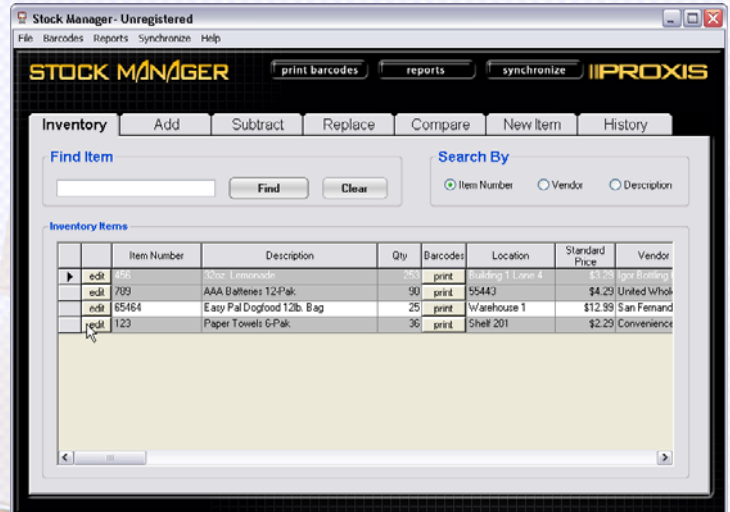 Stock Manager- Unregistered
File Barcodes Reports Synchronize Help
STOCK MANAGER print barcodes reports synchronize PROXIS
Inventory Add Subtract Replace Compare New Item History
Find Item Search By
Find Clear Item Number Vendor Description
Inventory Items
Item Number Description Qty Barcodes Location Standard Price Vendor
edit 456 32oz. Lemonade 253 print Building 1 Lane 4 $3.29 Igor Bottling
edit 789 AAA Batteries 12-Pak 90 print 55443 $4.29 United Whol
edit 65464 Easy Pal Dogfood 12lb. Bag 25 print Warehouse 1 $12.99 San Fernand
edit 123 Paper Towels 6-Pak 36 print Shelf 201 $2.29 Convenience